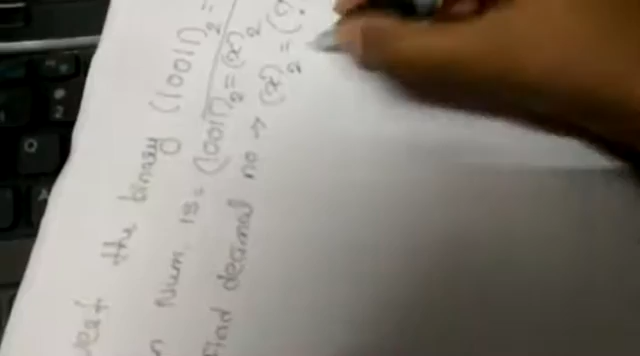 the binary (10011)₂ =
Num. is = (10011)₂ = (x)₂
find decimal no → (x)₂ = (?